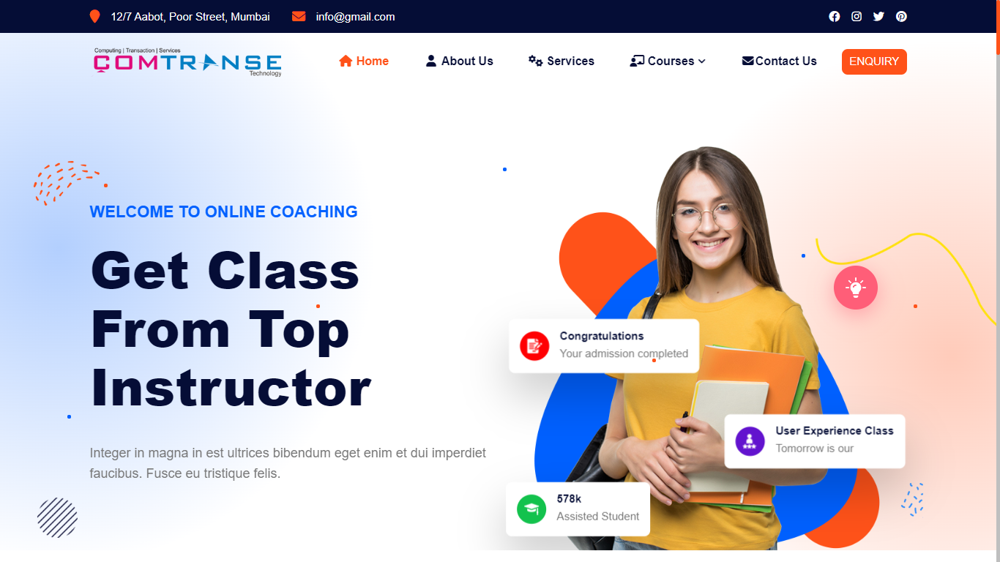 12/7 Aabot, Poor Street, Mumbai
info@gmail.com
Computing | Transaction | Services
COMTRANSE
Technology
Home
About Us
Services
Courses
Contact Us
ENQUIRY
WELCOME TO ONLINE COACHING
Get Class
From Top
Instructor
Integer in magna in est ultrices bibendum eget enim et dui imperdiet
faucibus. Fusce eu tristique felis.
Congratulations
Your admission completed
User Experience Class
Tomorrow is our
578k
Assisted Student